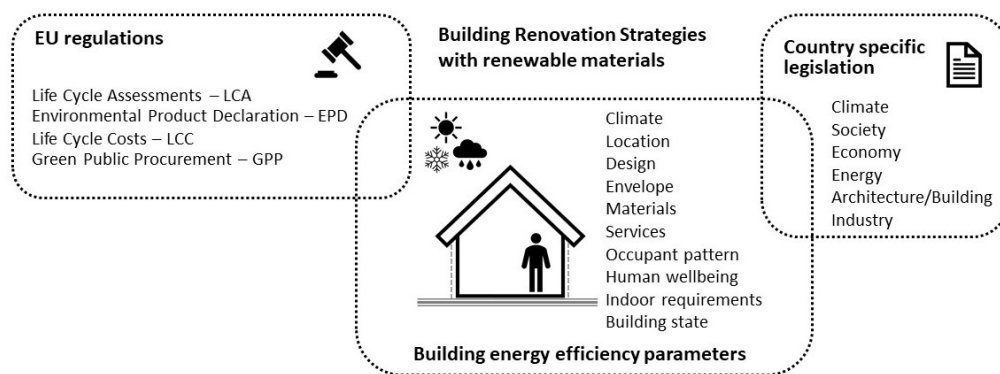 EU regulations
Life Cycle Assessments – LCA
Environmental Product Declaration – EPD
Life Cycle Costs – LCC
Green Public Procurement – GPP
Building Renovation Strategies
with renewable materials
Climate
Location
Design
Envelope
Materials
Services
Occupant pattern
Human wellbeing
Indoor requirements
Building state
Building energy efficiency parameters
Country specific
legislation
Climate
Society
Economy
Energy
Architecture/Building
Industry